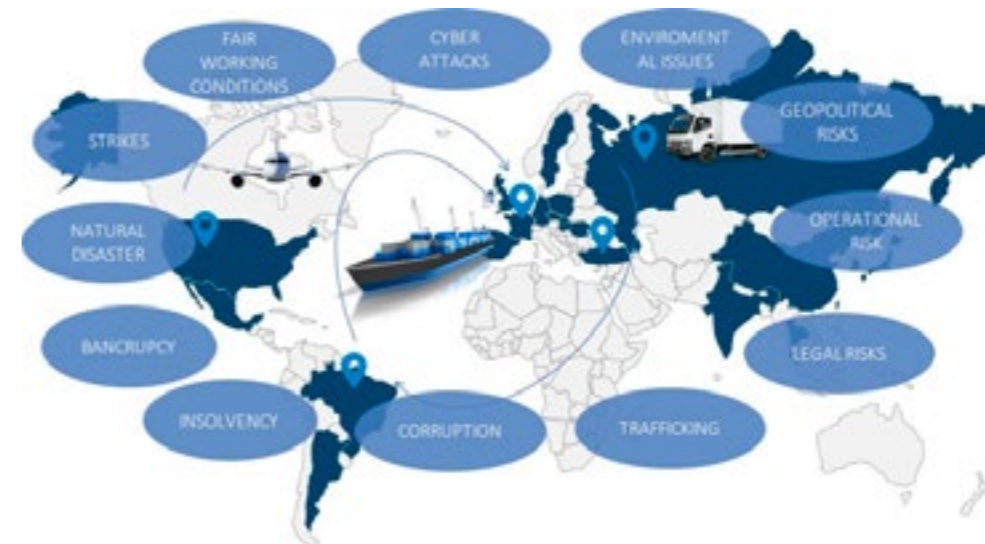 FAIR
WORKING
CONDITIONS
CYBER
ATTACKS
ENVIROMENT
AL ISSUES
STRIKES
GEOPOLITICAL
RISKS
NATURAL
DISASTER
OPERATIONAL
RISK
BANCRUPCY
LEGAL RISKS
INSOLVENCY
CORRUPTION
TRAFFICKING